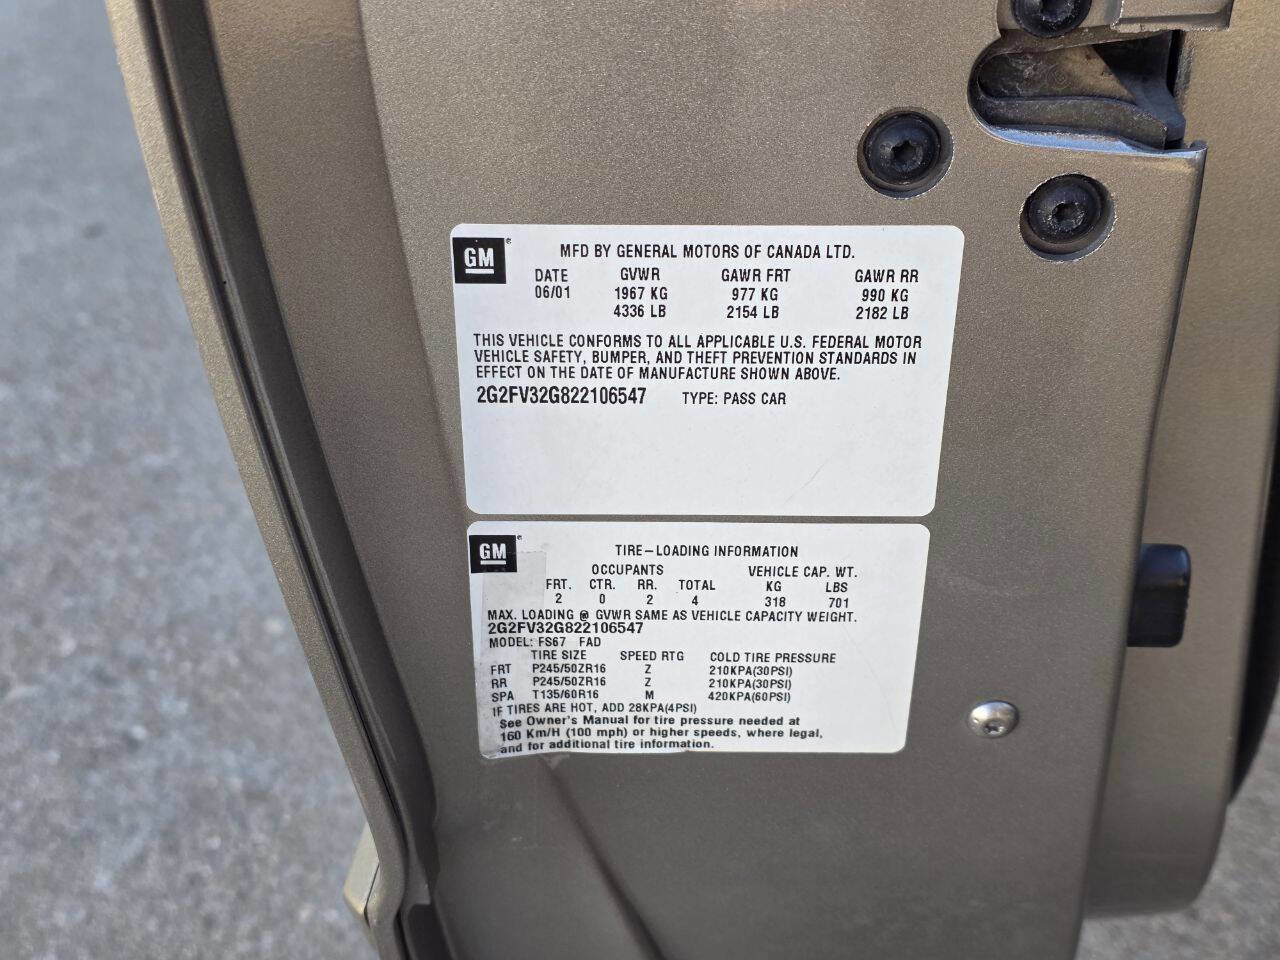 GM® MFD BY GENERAL MOTORS OF CANADA LTD.
DATE GVWR GAWR FRT GAWR RR
06/01 1967 KG 977 KG 990 KG
4336 LB 2154 LB 2182 LB
THIS VEHICLE CONFORMS TO ALL APPLICABLE U.S. FEDERAL MOTOR
VEHICLE SAFETY, BUMPER, AND THEFT PREVENTION STANDARDS IN
EFFECT ON THE DATE OF MANUFACTURE SHOWN ABOVE.
2G2FV32G822106547 TYPE: PASS CAR
GM® TIRE-LOADING INFORMATION
OCCUPANTS VEHICLE CAP. WT.
FRT. CTR. RR. TOTAL KG LBS
2 0 2 4 318 701
MAX. LOADING @ GVWR SAME AS VEHICLE CAPACITY WEIGHT.
2G2FV32G822106547
MODEL: FS67 FAD
TIRE SIZE SPEED RTG COLD TIRE PRESSURE
FRT P245/50ZR16 Z 210KPA(30PSI)
RR P245/50ZR16 Z 210KPA(30PSI)
SPA T135/60R16 M 420KPA(60PSI)
IF TIRES ARE HOT, ADD 28KPA(4PSI)
See Owner's Manual for tire pressure needed at
160 Km/H (100 mph) or higher speeds, where legal,
and for additional tire information.